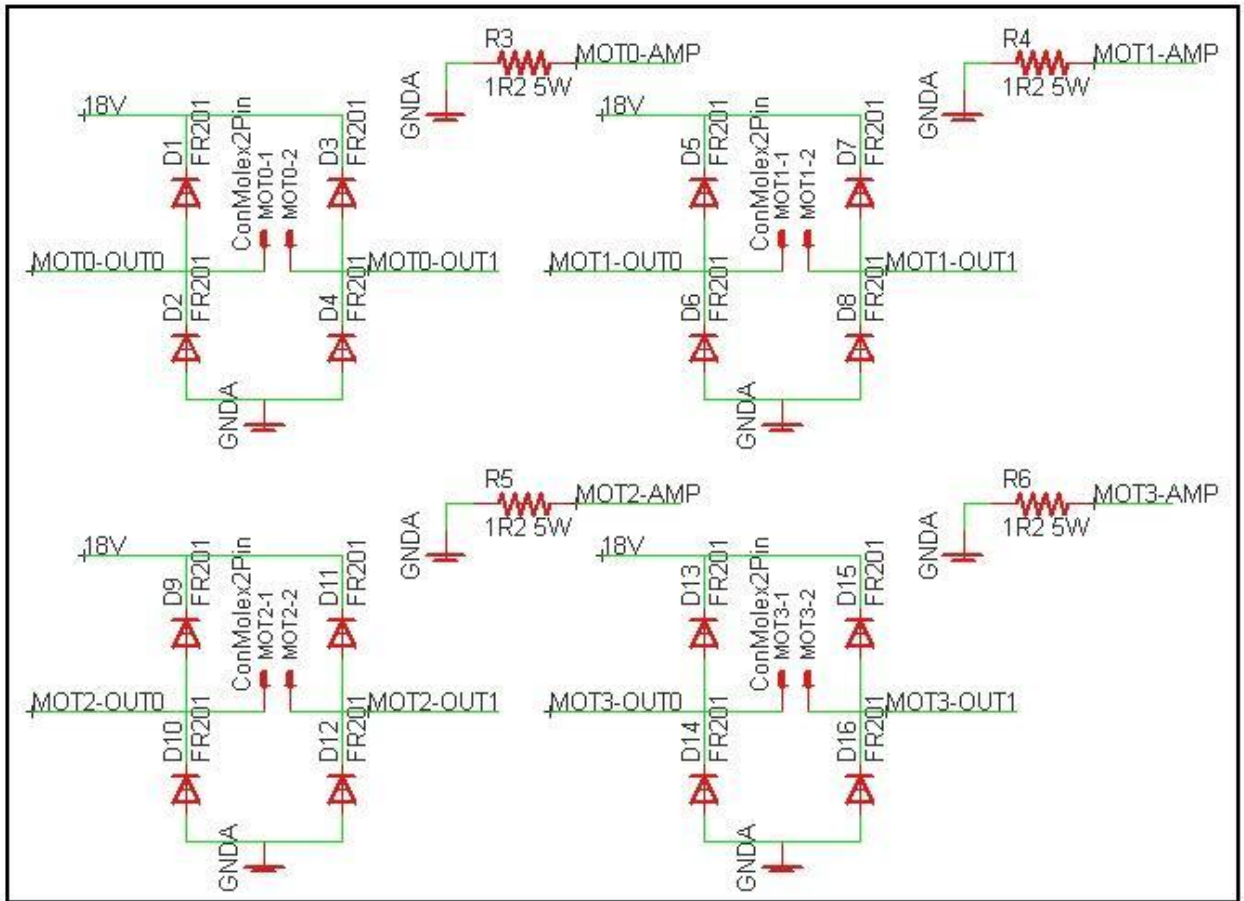 R3
MOT0-AMP
1R2 5W
GNDA
R4
MOT1-AMP
1R2 5W
GNDA
18V
D1
FR201
ConMolex2Pin
MOT0-1
MOT0-2
D3
FR201
MOT0-OUT0
MOT0-OUT1
D2
FR201
D4
FR201
GNDA
18V
D5
FR201
ConMolex2Pin
MOT1-1
MOT1-2
D7
FR201
MOT1-OUT0
MOT1-OUT1
D6
FR201
D8
FR201
GNDA
R5
MOT2-AMP
1R2 5W
GNDA
R6
MOT3-AMP
1R2 5W
GNDA
18V
D9
FR201
ConMolex2Pin
MOT2-1
MOT2-2
D11
FR201
MOT2-OUT0
MOT2-OUT1
D10
FR201
D12
FR201
GNDA
18V
D13
FR201
ConMolex2Pin
MOT3-1
MOT3-2
D15
FR201
MOT3-OUT0
MOT3-OUT1
D14
FR201
D16
FR201
GNDA